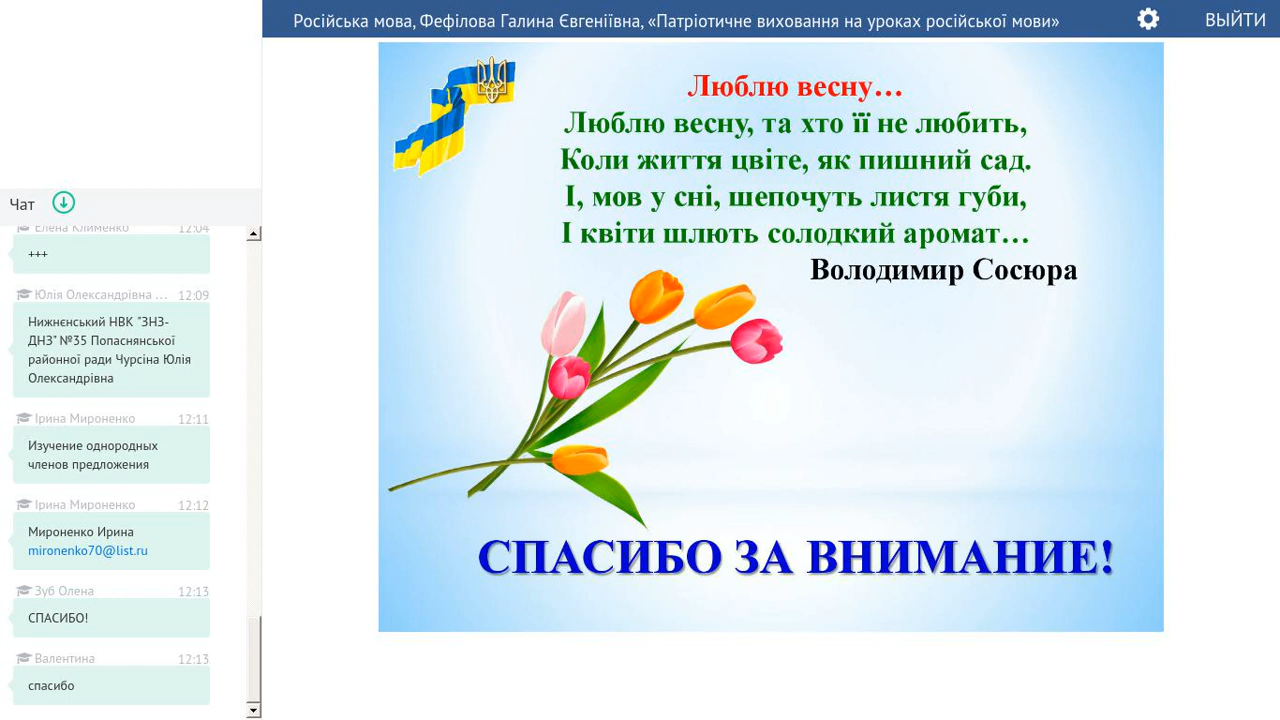 Російська мова, Фефілова Галина Євгеніївна, «Патріотичне виховання на уроках російської мови»
ВЫЙТИ
Чат
Елена Клименко 12:04
+++
Юлія Олександрівна ... 12:09
Нижнєнський НВК "ЗНЗ-
ДНЗ" №35 Попаснянської
районної ради Чурсіна Юлія
Олександрівна
Ірина Мироненко 12:11
Изучение однородных
членов предложения
Ірина Мироненко 12:12
Мироненко Ирина
mironenko70@list.ru
Зуб Олена 12:13
СПАСИБО!
Валентина 12:13
спасибо
Люблю весну...
Люблю весну, та хто її не любить,
Коли життя цвіте, як пишний сад.
І, мов у сні, шепочуть листя губи,
І квіти шлють солодкий аромат...
Володимир Сосюра
СПАСИБО ЗА ВНИМАНИЕ!